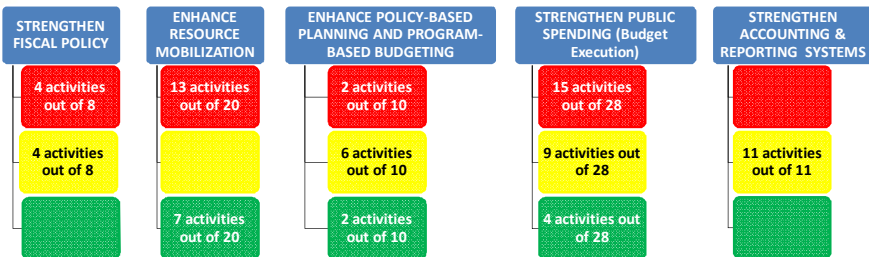 STRENGTHEN
FISCAL POLICY
4 activities
out of 8
4 activities
out of 8
ENHANCE
RESOURCE
MOBILIZATION
13 activities
out of 20
7 activities
out of 20
ENHANCE POLICY-BASED
PLANNING AND PROGRAM-
BASED BUDGETING
2 activities
out of 10
6 activities
out of 10
2 activities
out of 10
STRENGTHEN PUBLIC
SPENDING (Budget
Execution)
15 activities
out of 28
9 activities out
of 28
4 activities out
of 28
STRENGTHEN
ACCOUNTING &
REPORTING SYSTEMS
11 activities
out of 11